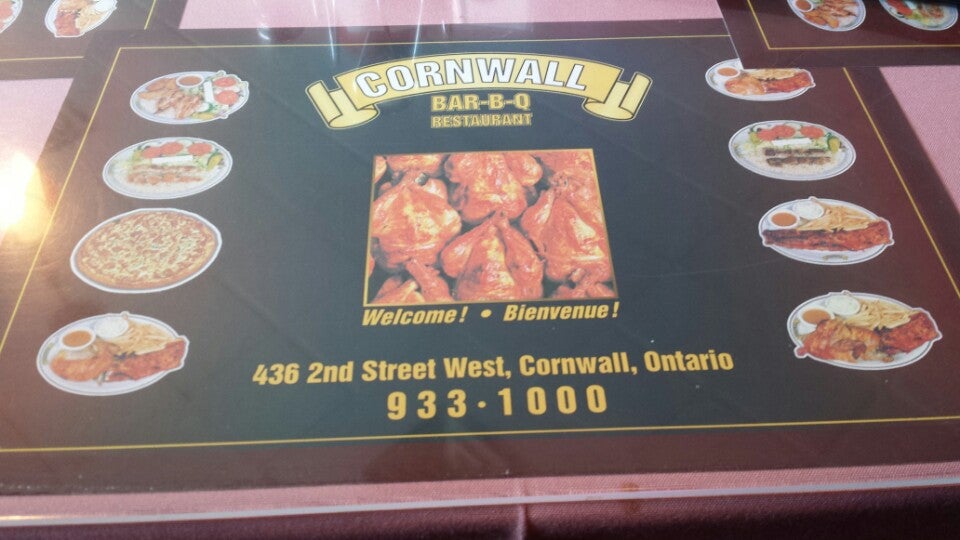 CORNWALL
BAR-B-Q
RESTAURANT
Welcome! • Bienvenue!
436 2nd Street West, Cornwall, Ontario
933·1000